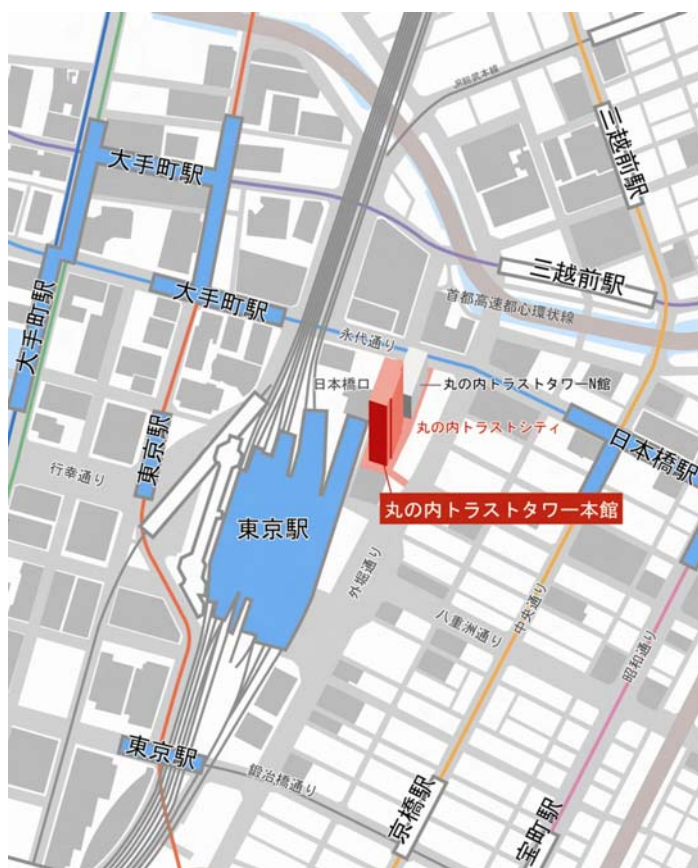 JR総武本線
三越前駅
大手町駅
三越前駅
大手町駅
首都高速都心環状線
大手町駅
永代通り
日本橋口
丸の内トラストタワーN館
丸の内トラストシティ
日本橋駅
東京駅
行幸通り
丸の内トラストタワー本館
東京駅
外堀通り
八重洲通り
中央通り
昭和通り
東京駅
鍛冶橋通り
京橋駅
宝町駅